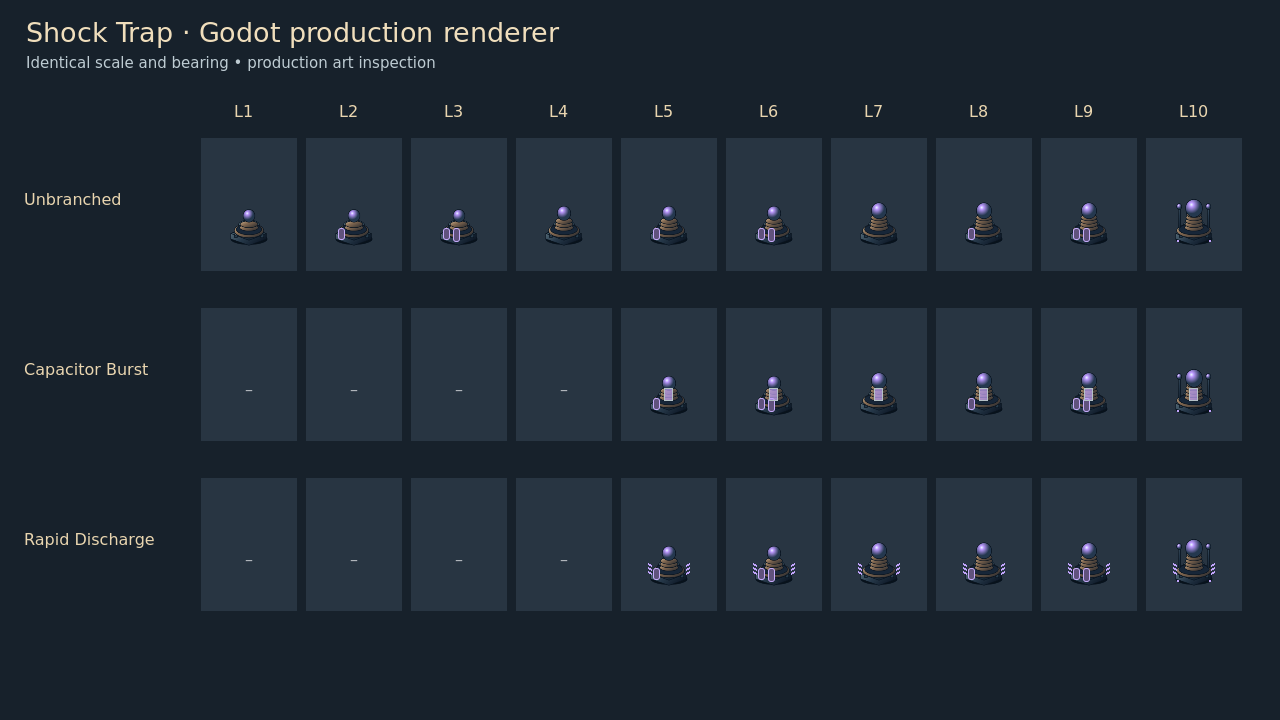 Shock Trap · Godot production renderer
Identical scale and bearing • production art inspection
L1 L2 L3 L4 L5 L6 L7 L8 L9 L10
Unbranched
Capacitor Burst
– – – –
Rapid Discharge
– – – –